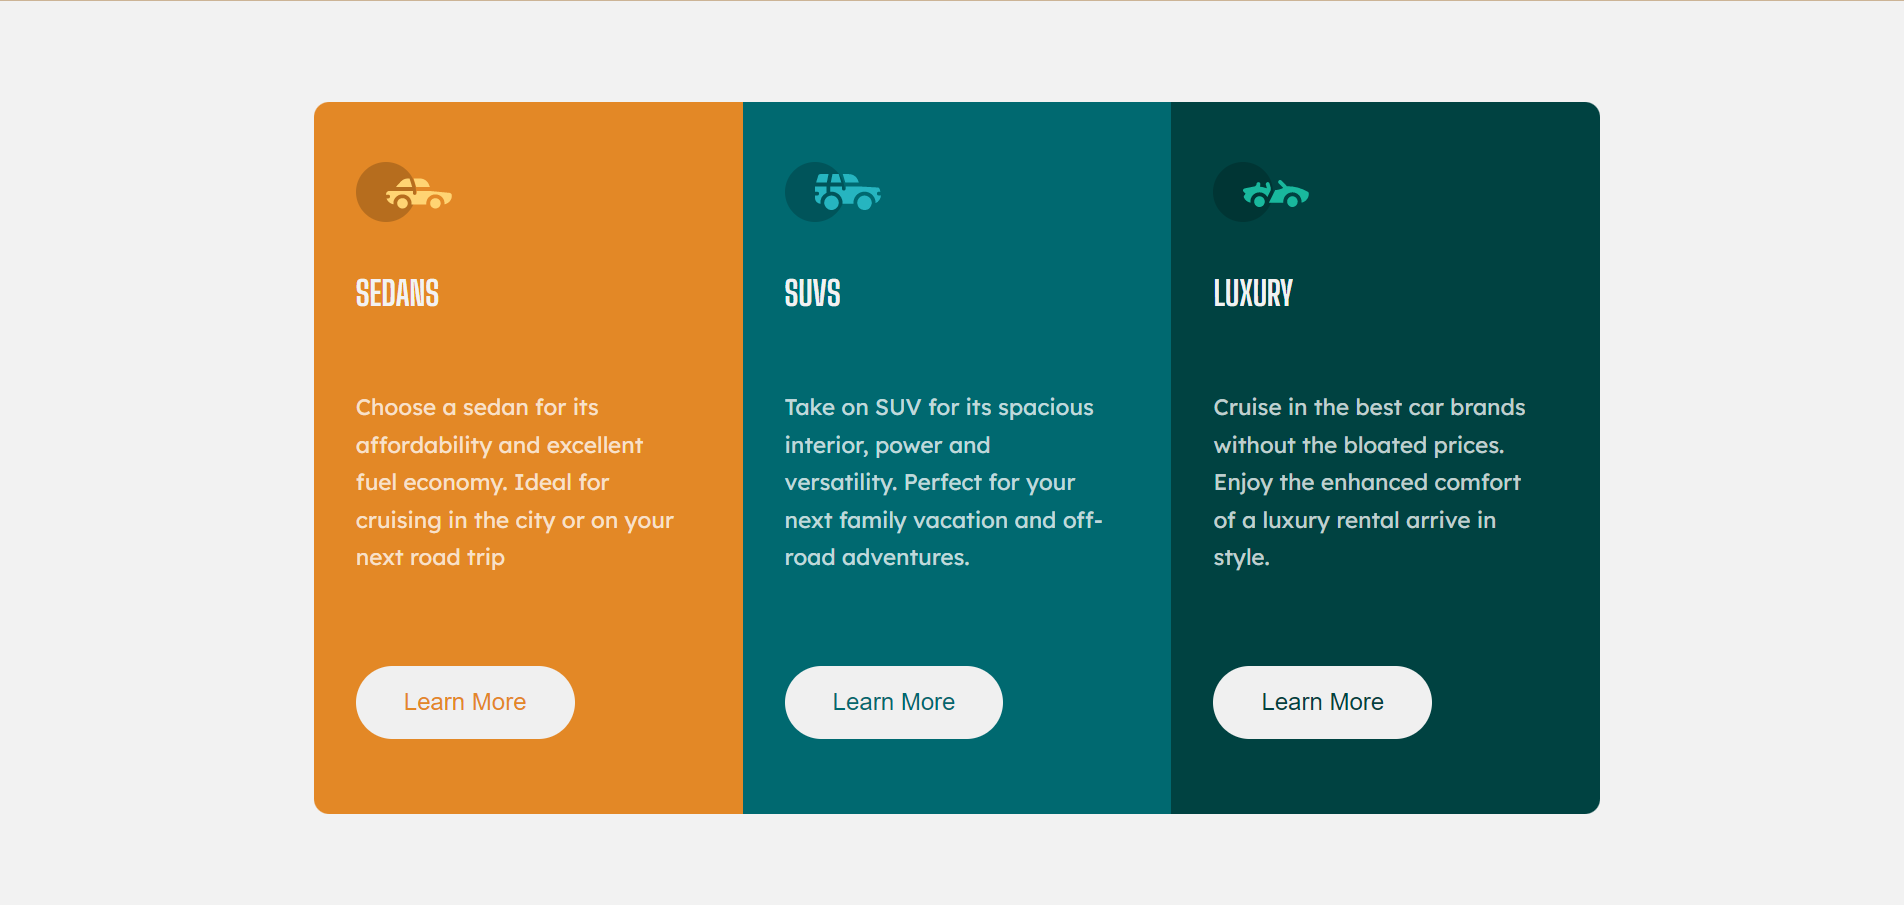 SEDANS
Choose a sedan for its
affordability and excellent
fuel economy. Ideal for
cruising in the city or on your
next road trip
Learn More
SUVS
Take on SUV for its spacious
interior, power and
versatility. Perfect for your
next family vacation and off-
road adventures.
Learn More
LUXURY
Cruise in the best car brands
without the bloated prices.
Enjoy the enhanced comfort
of a luxury rental arrive in
style.
Learn More